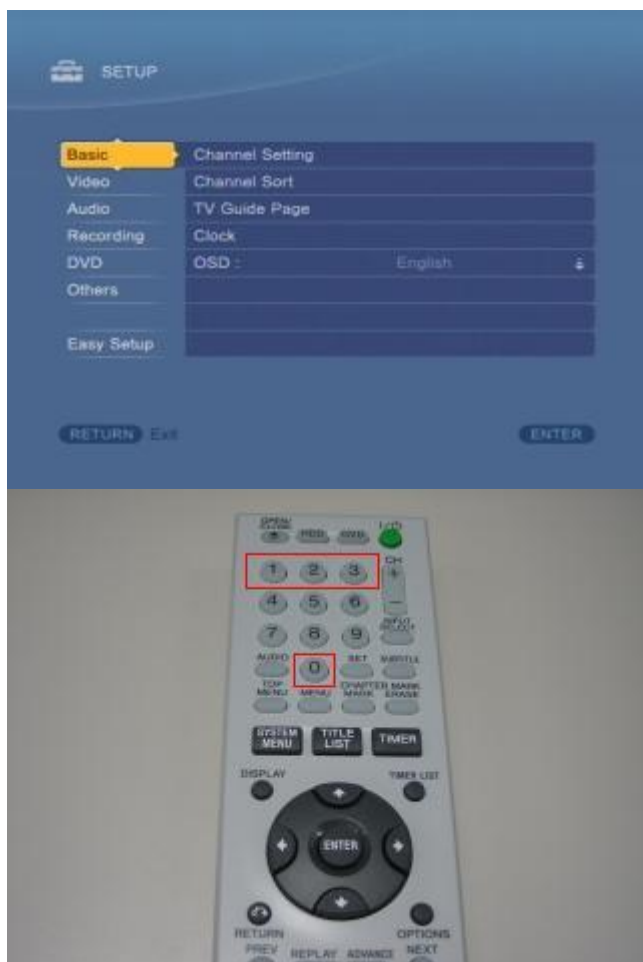 SETUP
Basic
Channel Setting
Video
Channel Sort
Audio
TV Guide Page
Recording
Clock
DVD
OSD :
English
Others
Easy Setup
RETURN Exit
ENTER
OPEN/
CLOSE
HDD
DVD
1
2
3
CH
+
4
5
6
−
INPUT
SELECT
7
8
9
AUDIO
0
SET
SUBTITLE
TOP
MENU
MENU
CHAPTER MARK
MARK
ERASE
SYSTEM
MENU
TITLE
LIST
TIMER
DISPLAY
TIMER LIST
ENTER
RETURN
OPTIONS
PREV
REPLAY
ADVANCE
NEXT